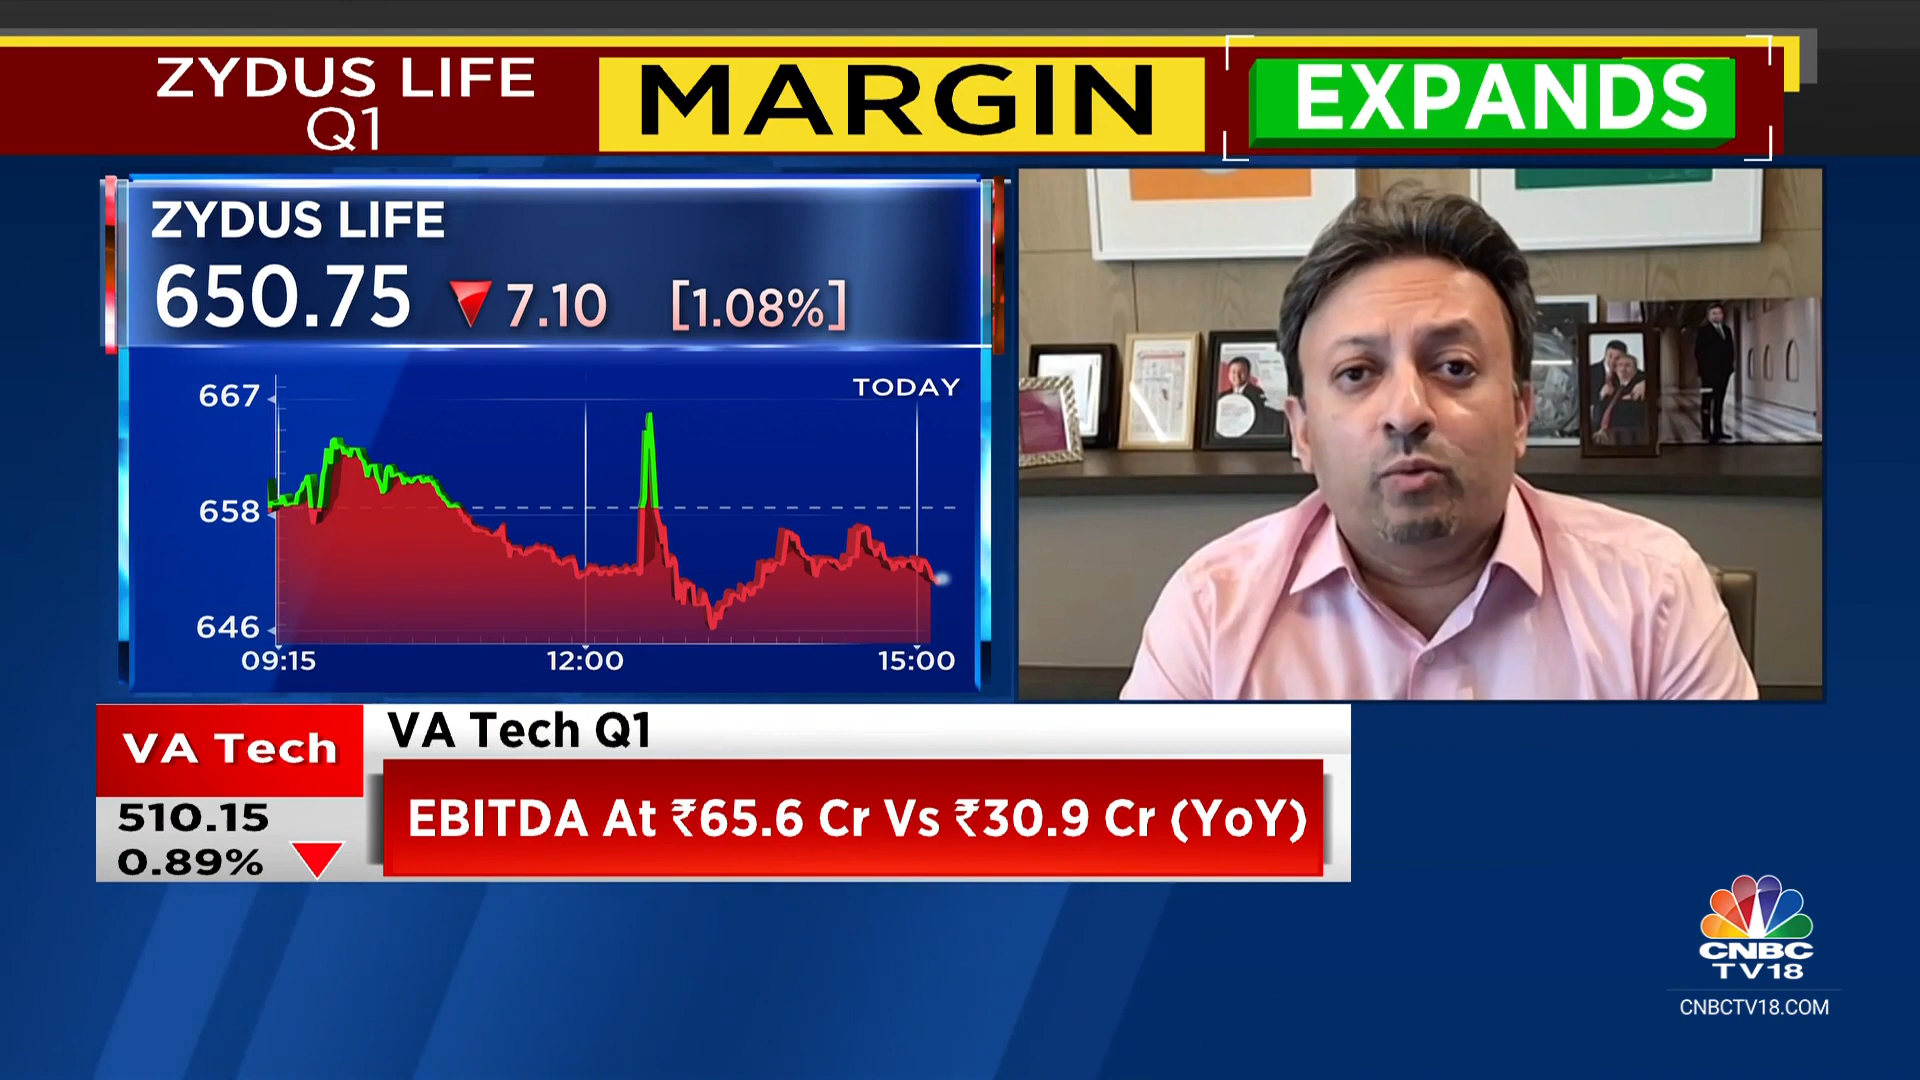 ZYDUS LIFE
Q1
MARGIN
EXPANDS
ZYDUS LIFE
650.75 ▼ 7.10 [1.08%]
TODAY
667
658
646
09:15 12:00 15:00
VA Tech
510.15
0.89% ▼
VA Tech Q1
EBITDA At ₹65.6 Cr Vs ₹30.9 Cr (YoY)
CNBC
TV18
CNBCTV18.COM